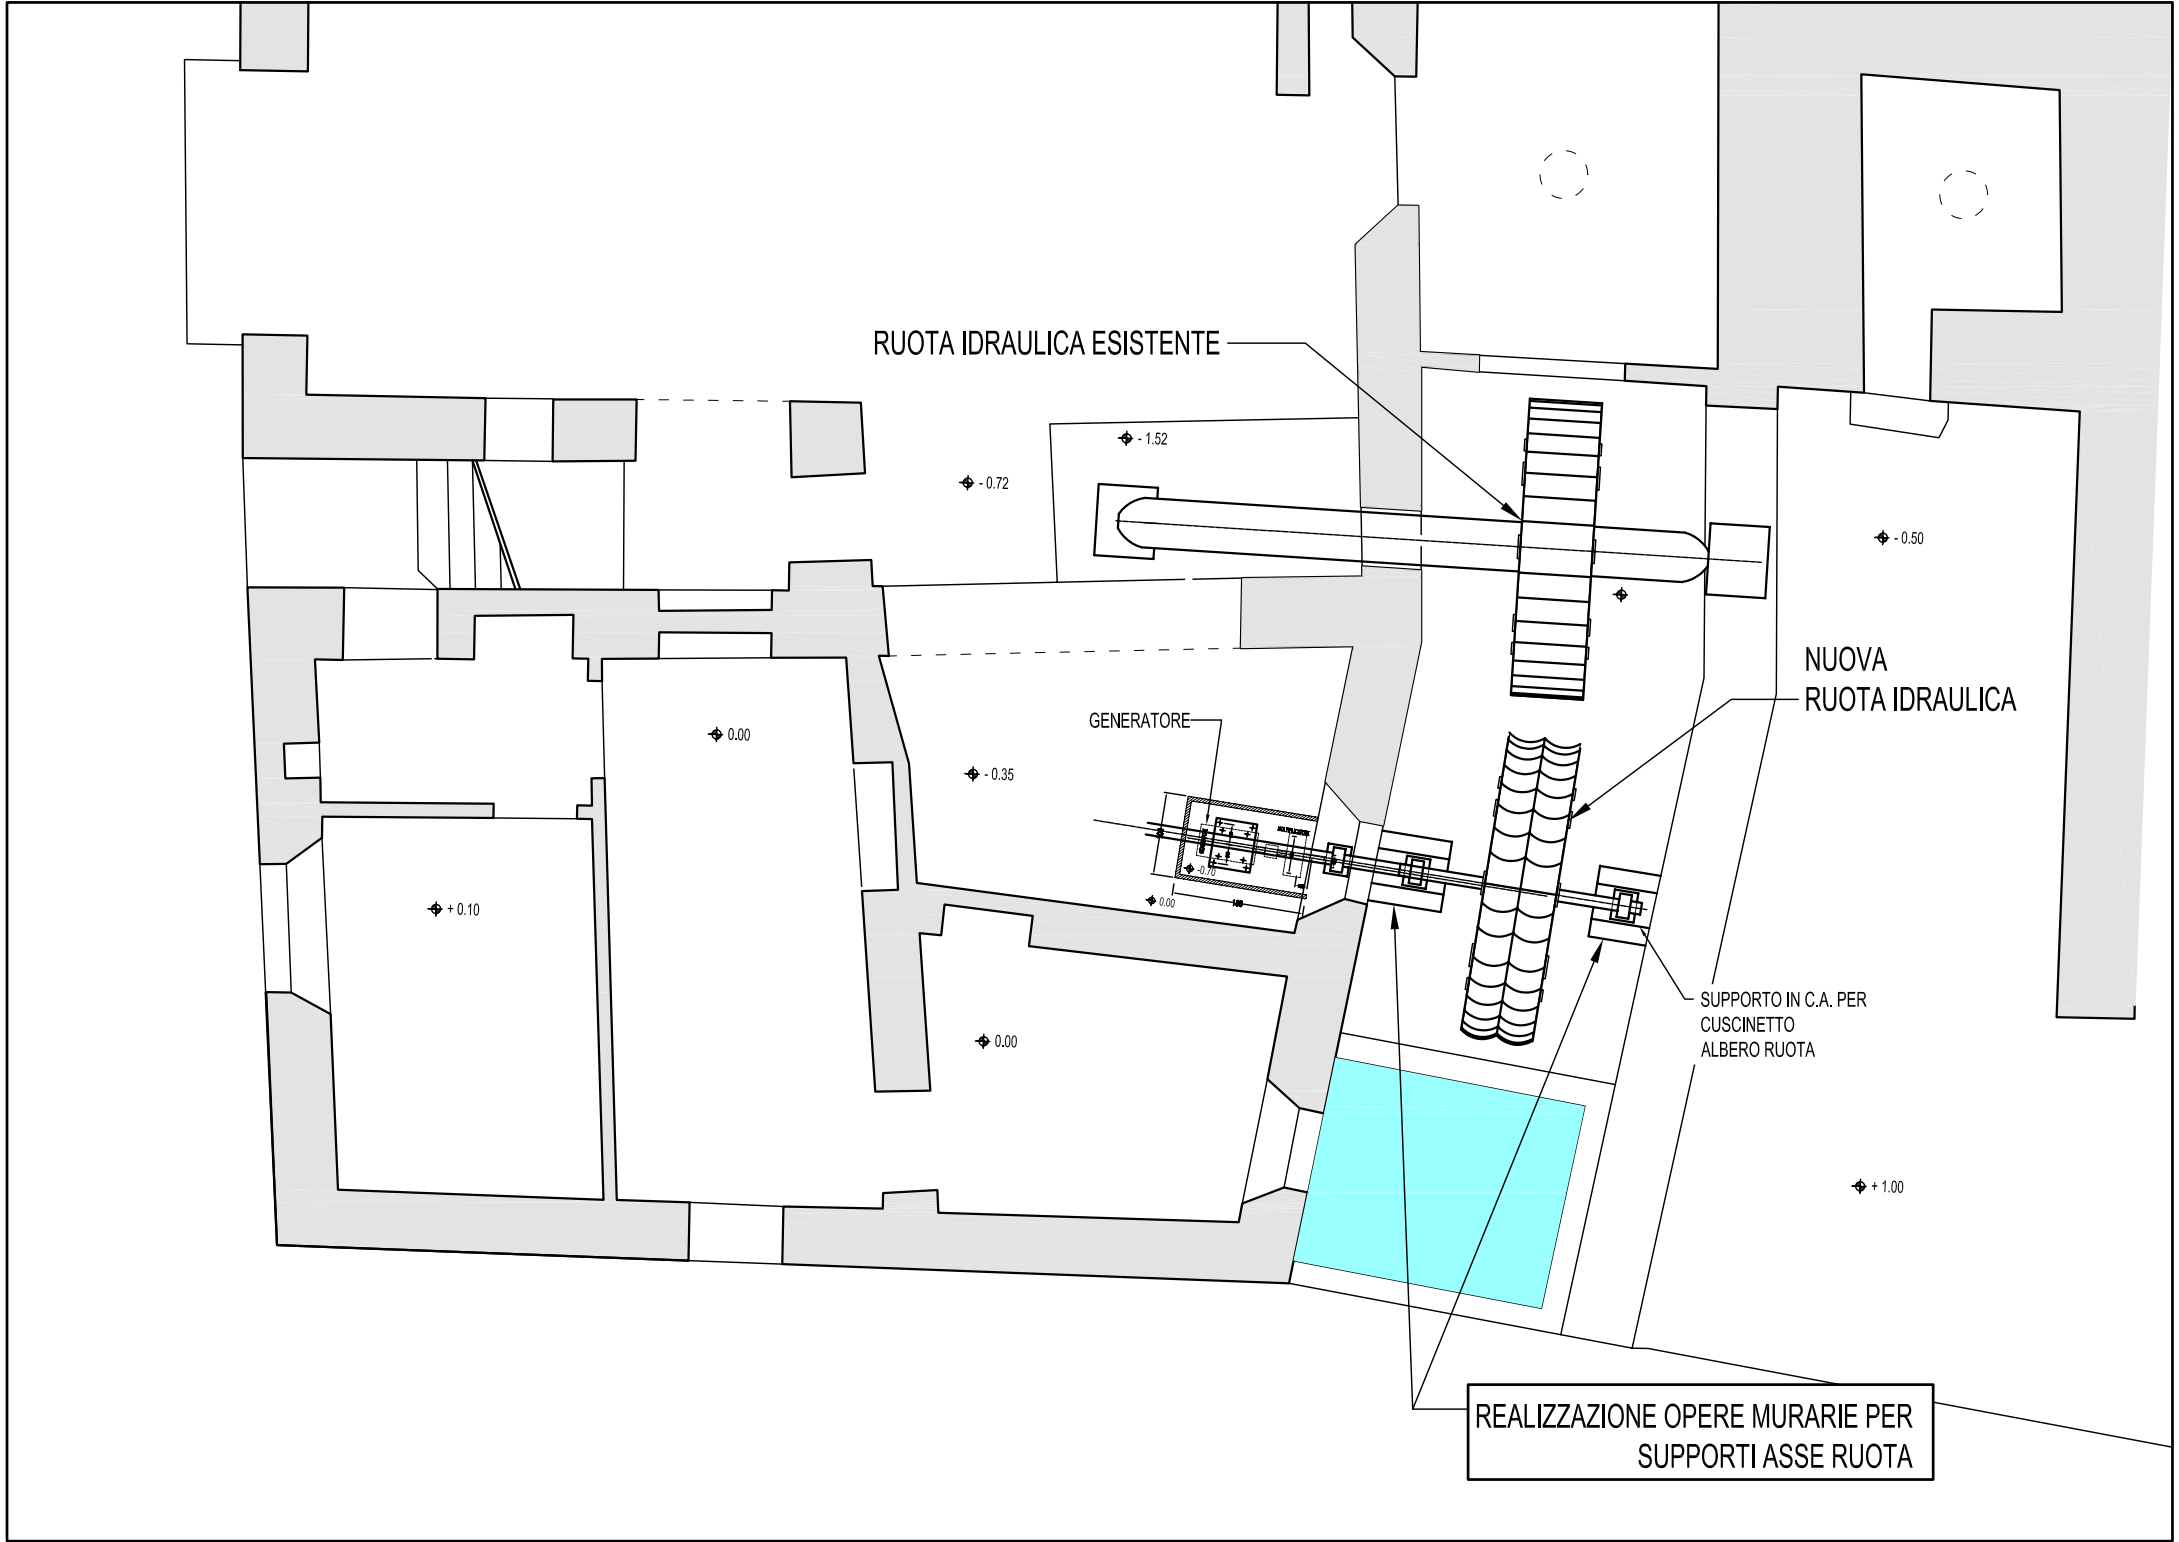 RUOTA IDRAULICA ESISTENTE
- 1.52
- 0.72
- 0.50
NUOVA
RUOTA IDRAULICA
GENERATORE
0.00
- 0.35
MOLTIPLICATORE
-0.70
0.00
180
+ 0.10
SUPPORTO IN C.A. PER
CUSCINETTO
ALBERO RUOTA
0.00
+ 1.00
REALIZZAZIONE OPERE MURARIE PER
SUPPORTI ASSE RUOTA